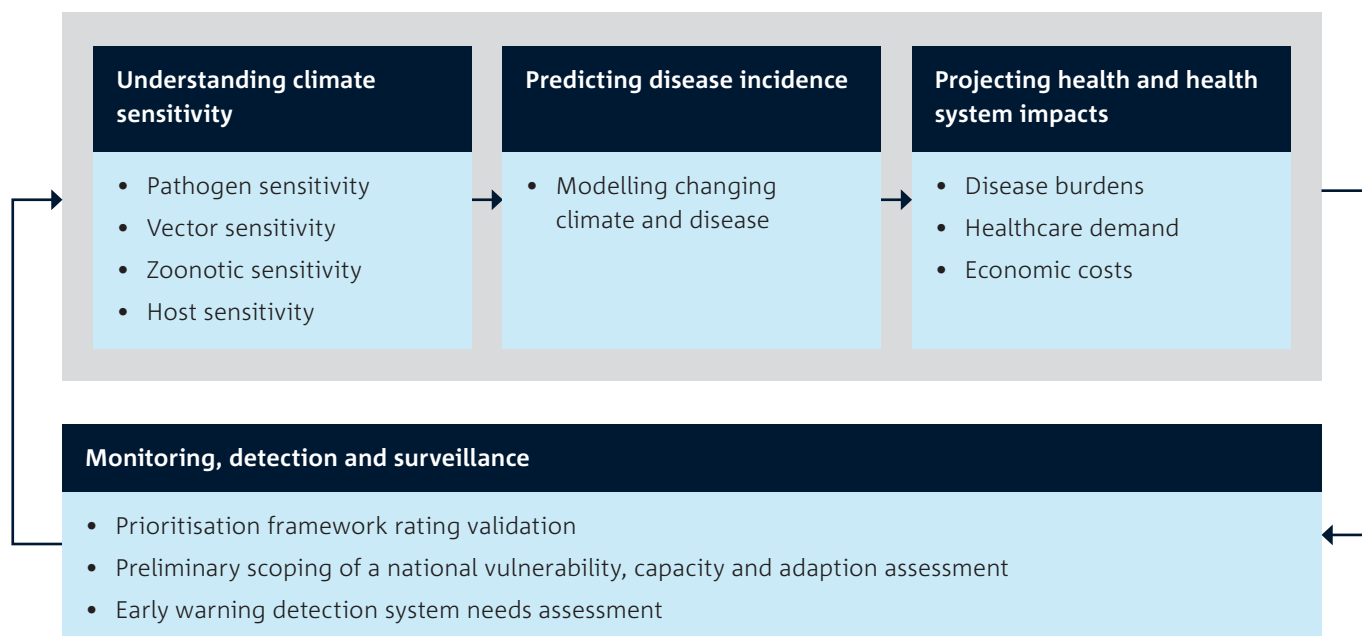 Understanding climate
sensitivity
• Pathogen sensitivity
• Vector sensitivity
• Zoonotic sensitivity
• Host sensitivity
Predicting disease incidence
• Modelling changing
climate and disease
Projecting health and health
system impacts
• Disease burdens
• Healthcare demand
• Economic costs
Monitoring, detection and surveillance
• Prioritisation framework rating validation
• Preliminary scoping of a national vulnerability, capacity and adaption assessment
• Early warning detection system needs assessment